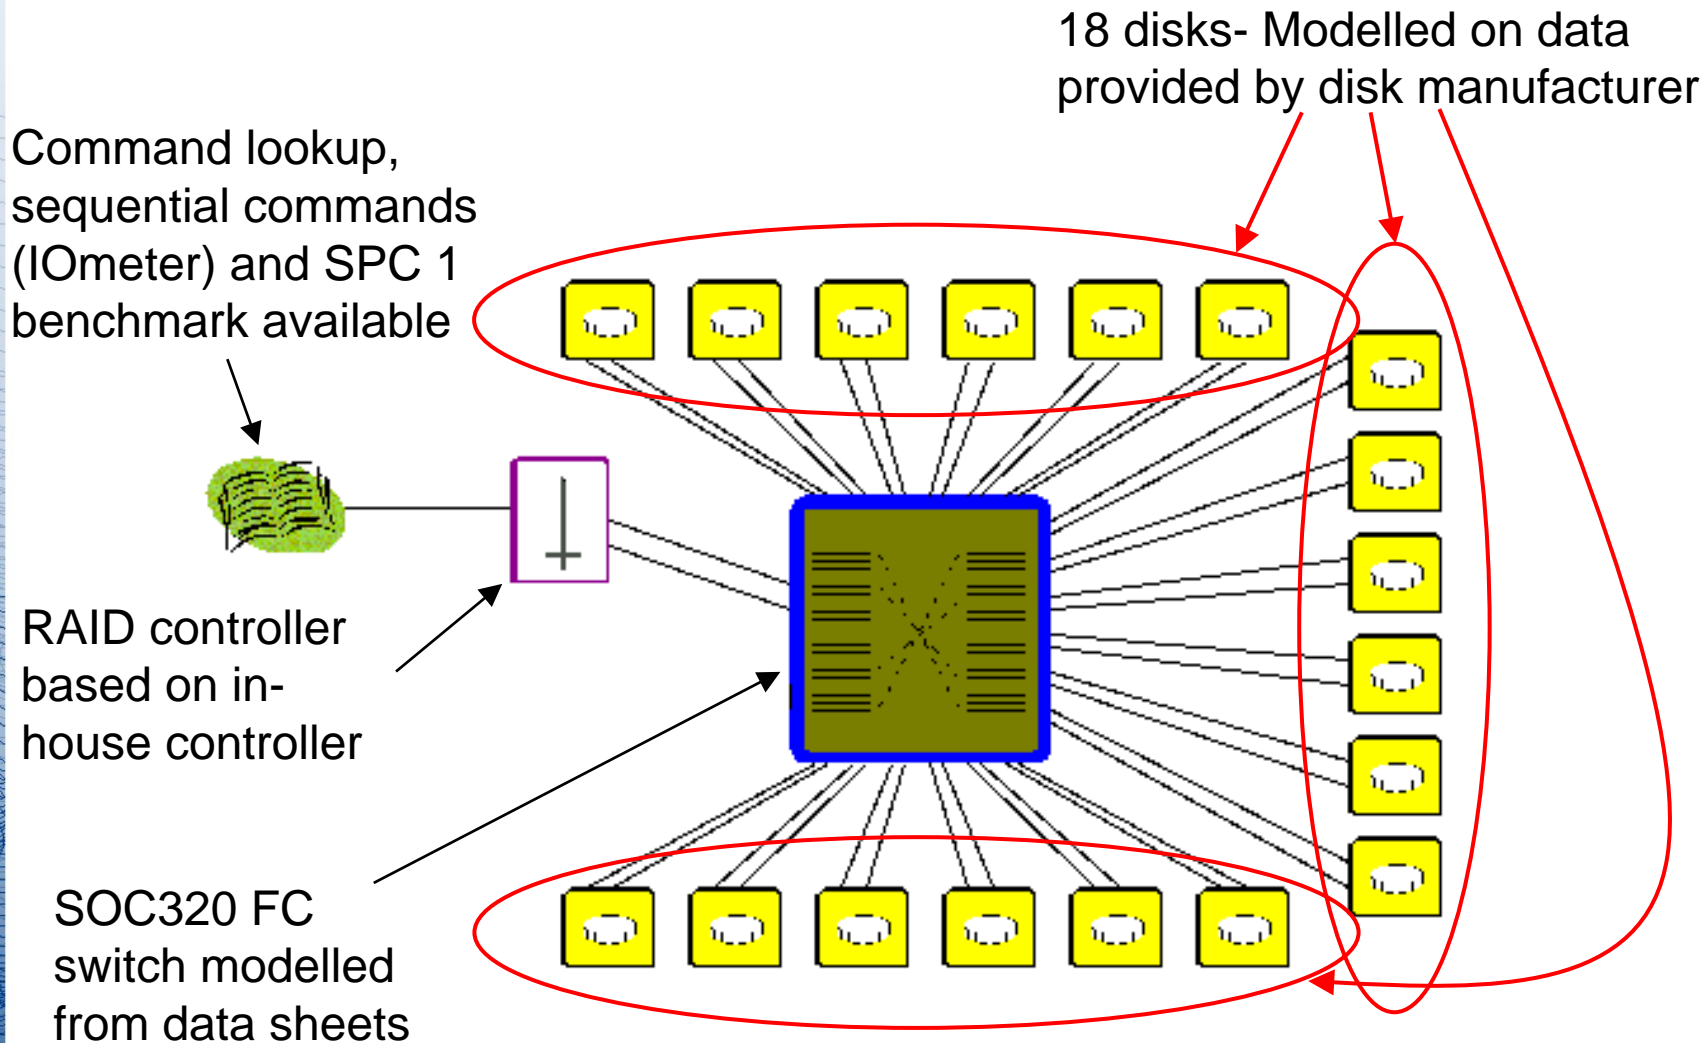 18 disks- Modelled on data
provided by disk manufacturer
Command lookup,
sequential commands
(IOmeter) and SPC 1
benchmark available
RAID controller
based on in-
house controller
SOC320 FC
switch modelled
from data sheets